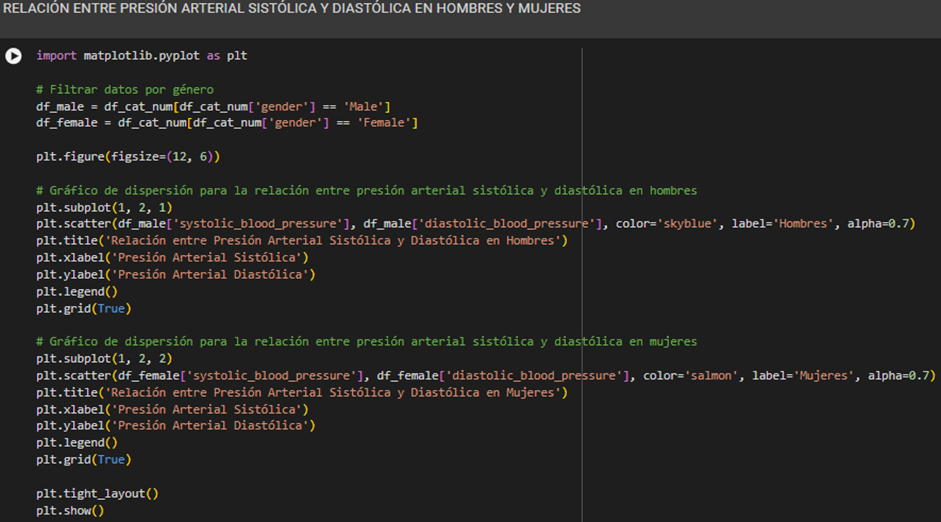 RELACIÓN ENTRE PRESIÓN ARTERIAL SISTÓLICA Y DIASTÓLICA EN HOMBRES Y MUJERES
import matplotlib.pyplot as plt
# Filtrar datos por género
df_male = df_cat_num[df_cat_num['gender'] == 'Male']
df_female = df_cat_num[df_cat_num['gender'] == 'Female']
plt.figure(figsize=(12, 6))
# Gráfico de dispersión para la relación entre presión arterial sistólica y diastólica en hombres
plt.subplot(1, 2, 1)
plt.scatter(df_male['systolic_blood_pressure'], df_male['diastolic_blood_pressure'], color='skyblue', label='Hombres', alpha=0.7)
plt.title('Relación entre Presión Arterial Sistólica y Diastólica en Hombres')
plt.xlabel('Presión Arterial Sistólica')
plt.ylabel('Presión Arterial Diastólica')
plt.legend()
plt.grid(True)
# Gráfico de dispersión para la relación entre presión arterial sistólica y diastólica en mujeres
plt.subplot(1, 2, 2)
plt.scatter(df_female['systolic_blood_pressure'], df_female['diastolic_blood_pressure'], color='salmon', label='Mujeres', alpha=0.7)
plt.title('Relación entre Presión Arterial Sistólica y Diastólica en Mujeres')
plt.xlabel('Presión Arterial Sistólica')
plt.ylabel('Presión Arterial Diastólica')
plt.legend()
plt.grid(True)
plt.tight_layout()
plt.show()